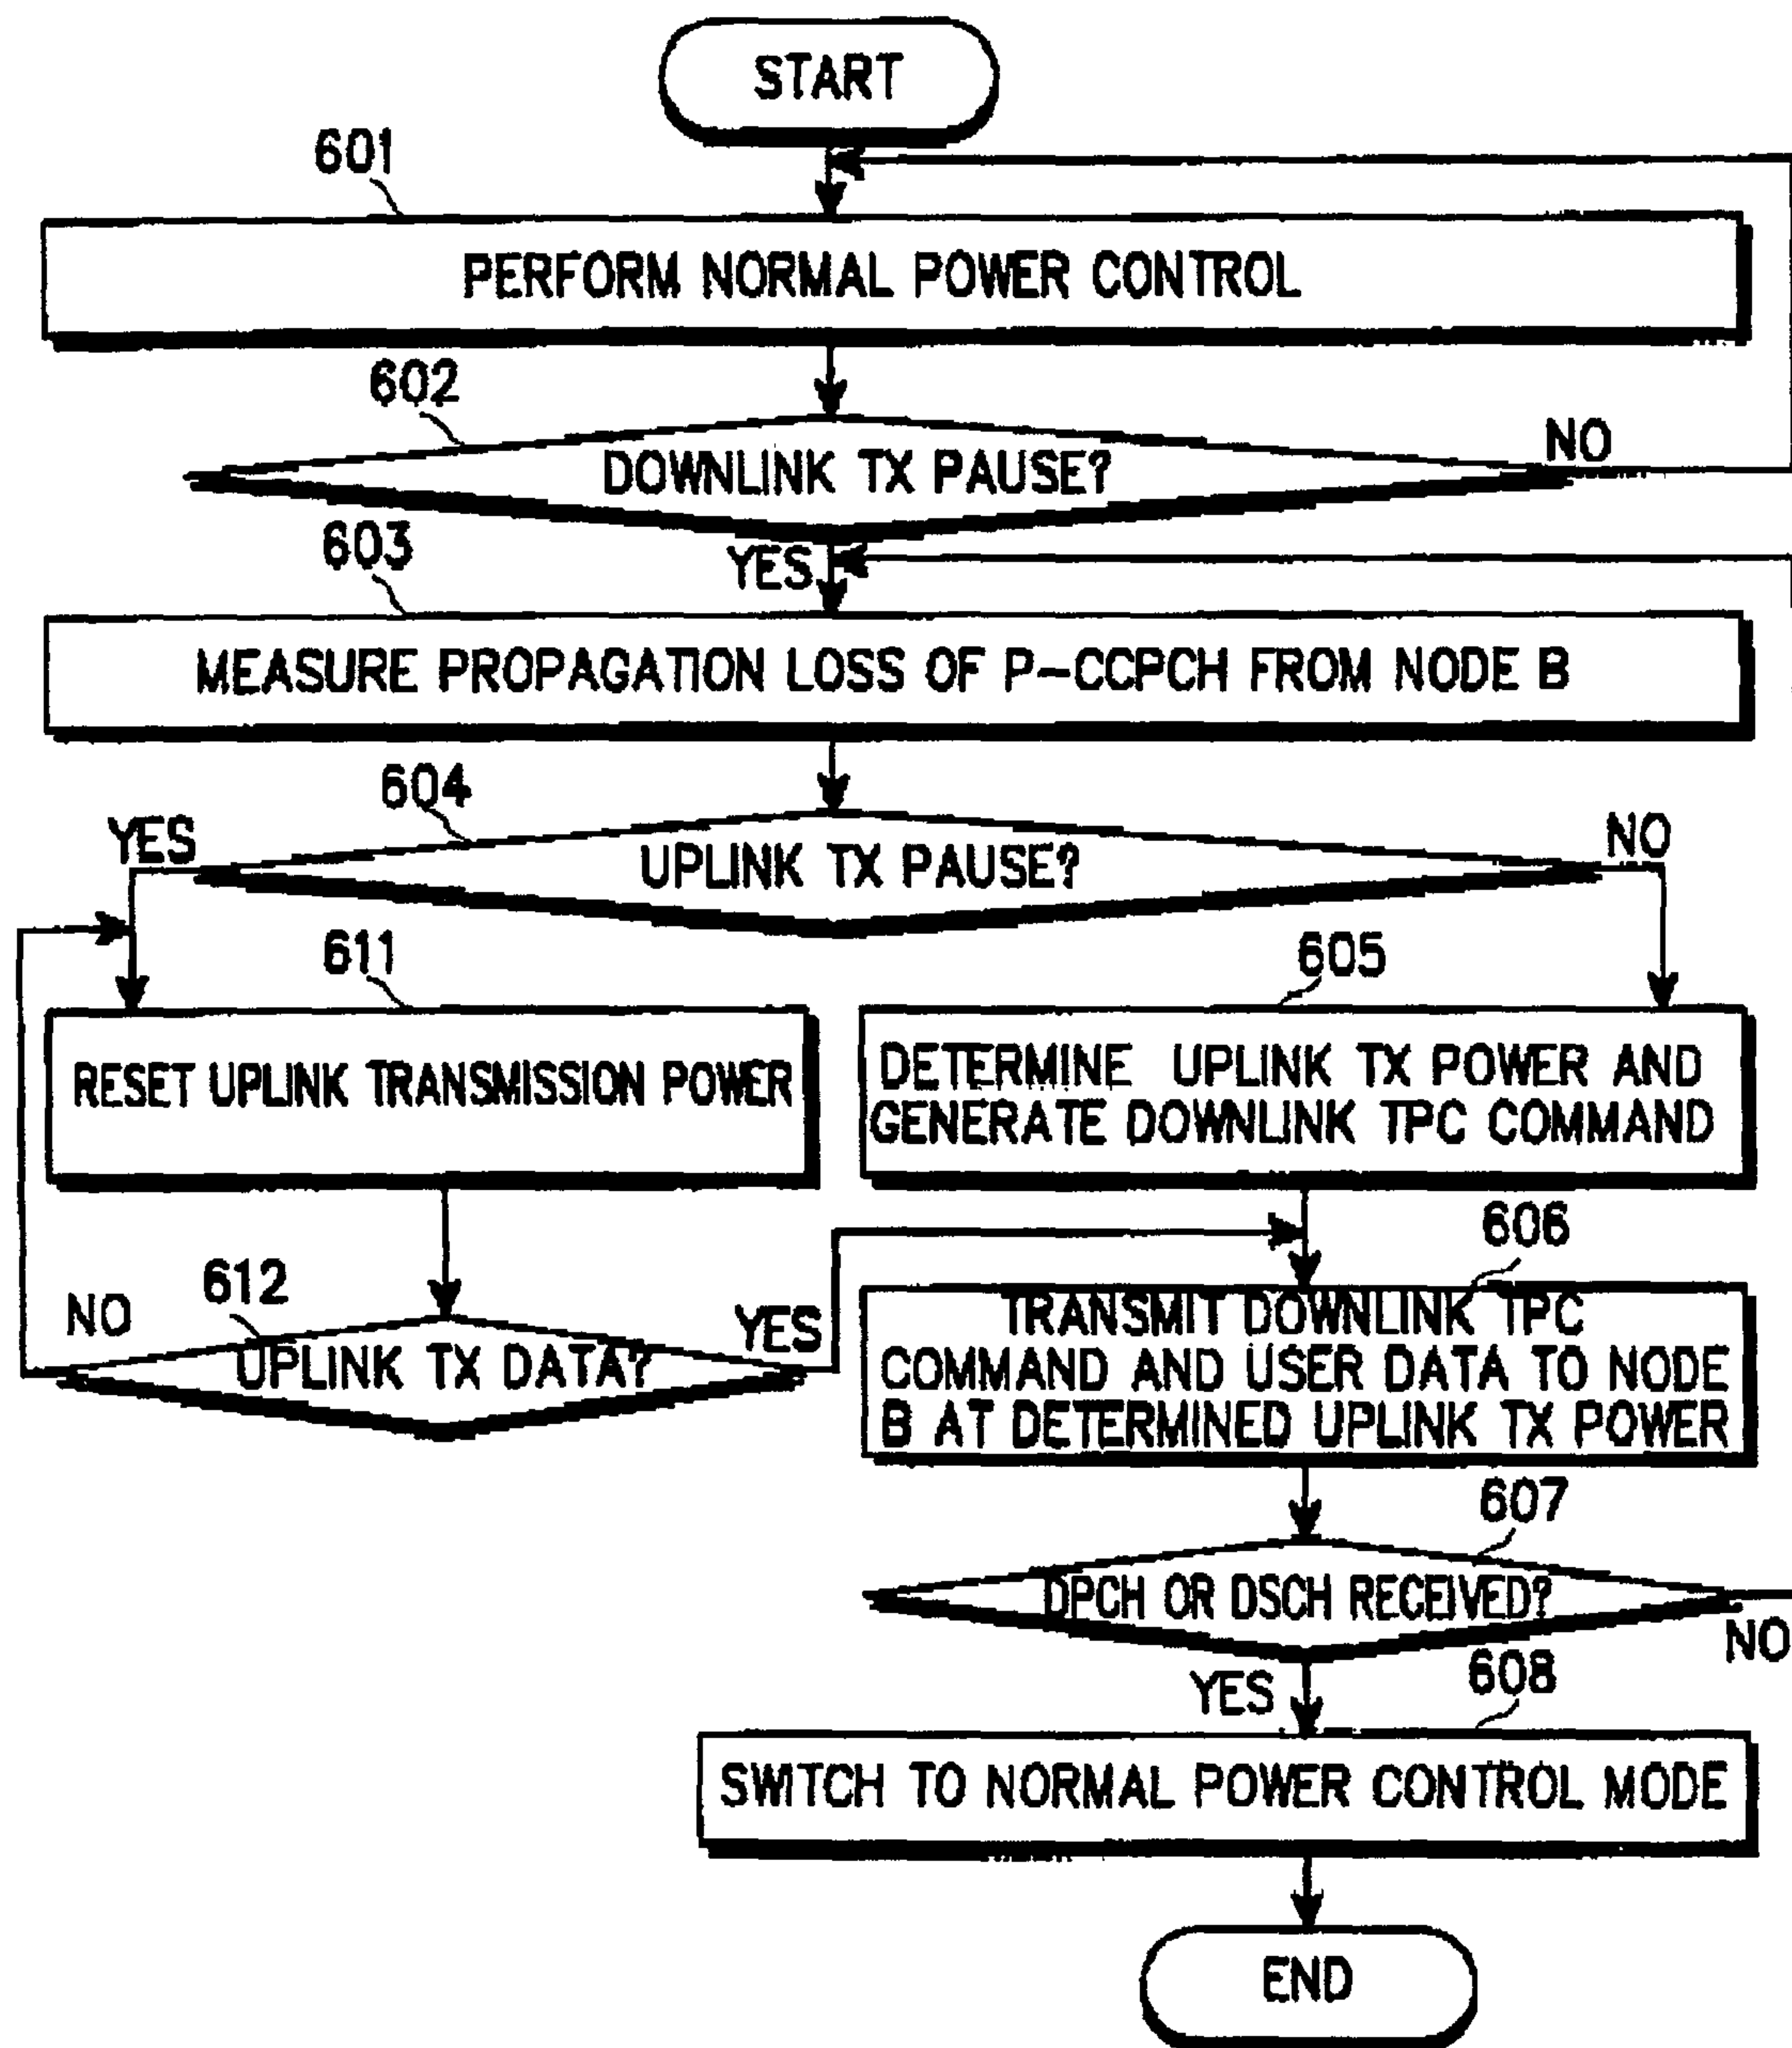 START
601
PERFORM NORMAL POWER CONTROL
602
DOWNLINK TX PAUSE?
NO
603
YES
MEASURE PROPAGATION LOSS OF P-CCPCH FROM NODE B
604
YES
UPLINK TX PAUSE?
NO
611
605
RESET UPLINK TRANSMISSION POWER
DETERMINE UPLINK TX POWER AND
GENERATE DOWNLINK TPC COMMAND
606
612
NO
YES
UPLINK TX DATA?
TRANSMIT DOWNLINK TPC
COMMAND AND USER DATA TO NODE
B AT DETERMINED UPLINK TX POWER
607
DPCH OR DSCH RECEIVED?
NO
YES
608
SWITCH TO NORMAL POWER CONTROL MODE
END